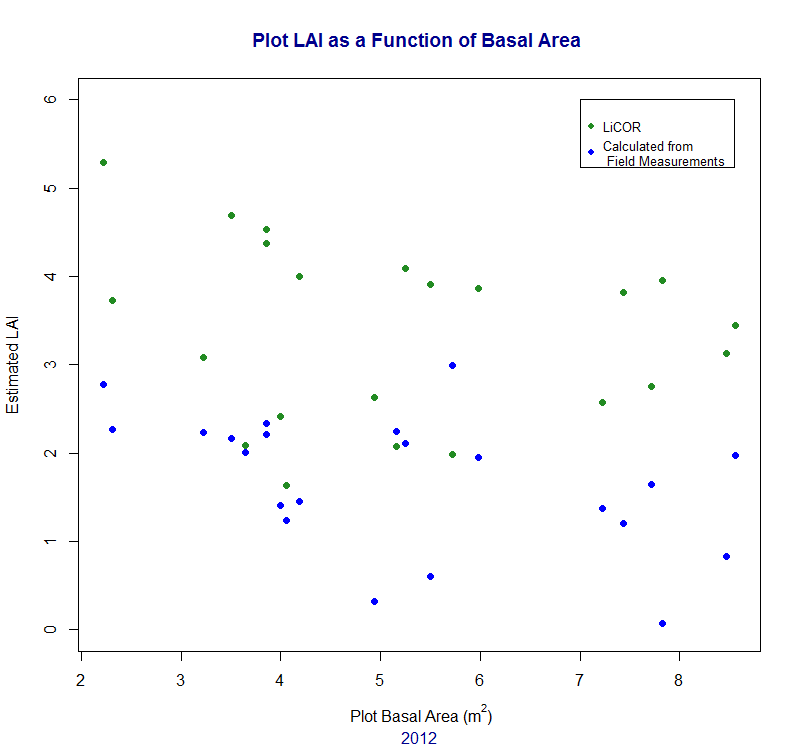 Plot LAI as a Function of Basal Area
6
5
4
3
2
1
0
Estimated LAI
LiCOR
Calculated from
Field Measurements
2 3 4 5 6 7 8
Plot Basal Area (m²)
2012